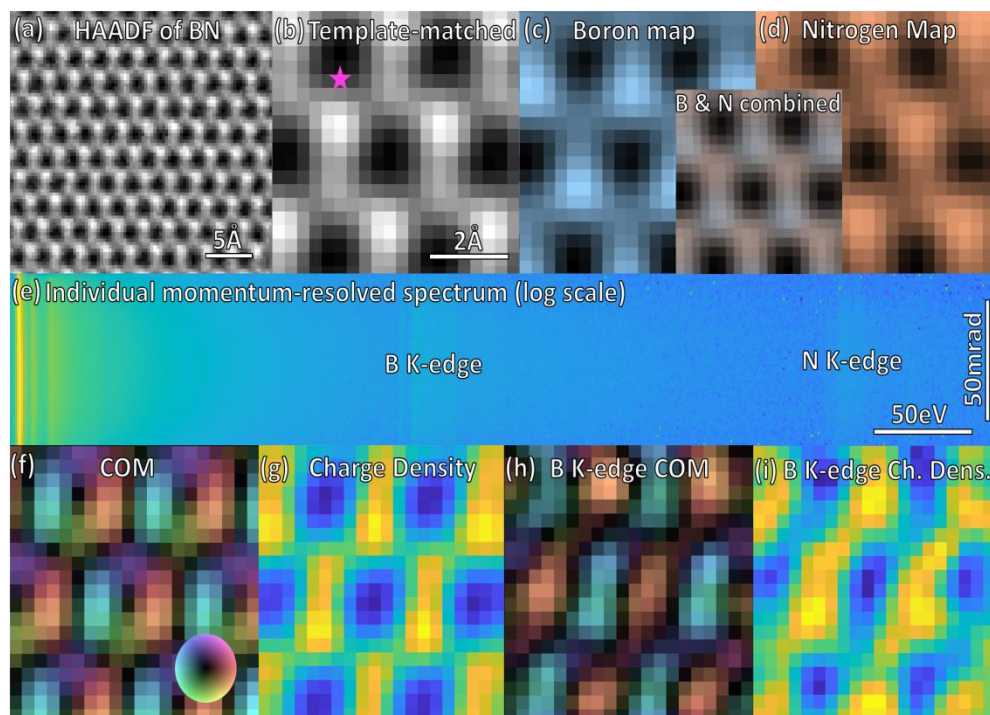 (a) HAADF of BN
5Å
(b) Template-matched
2Å
(c) Boron map
B & N combined
(d) Nitrogen Map
(e) Individual momentum-resolved spectrum (log scale)
B K-edge
N K-edge
50mrad
50eV
(f) COM
(g) Charge Density
(h) B K-edge COM
(i) B K-edge Ch. Dens.